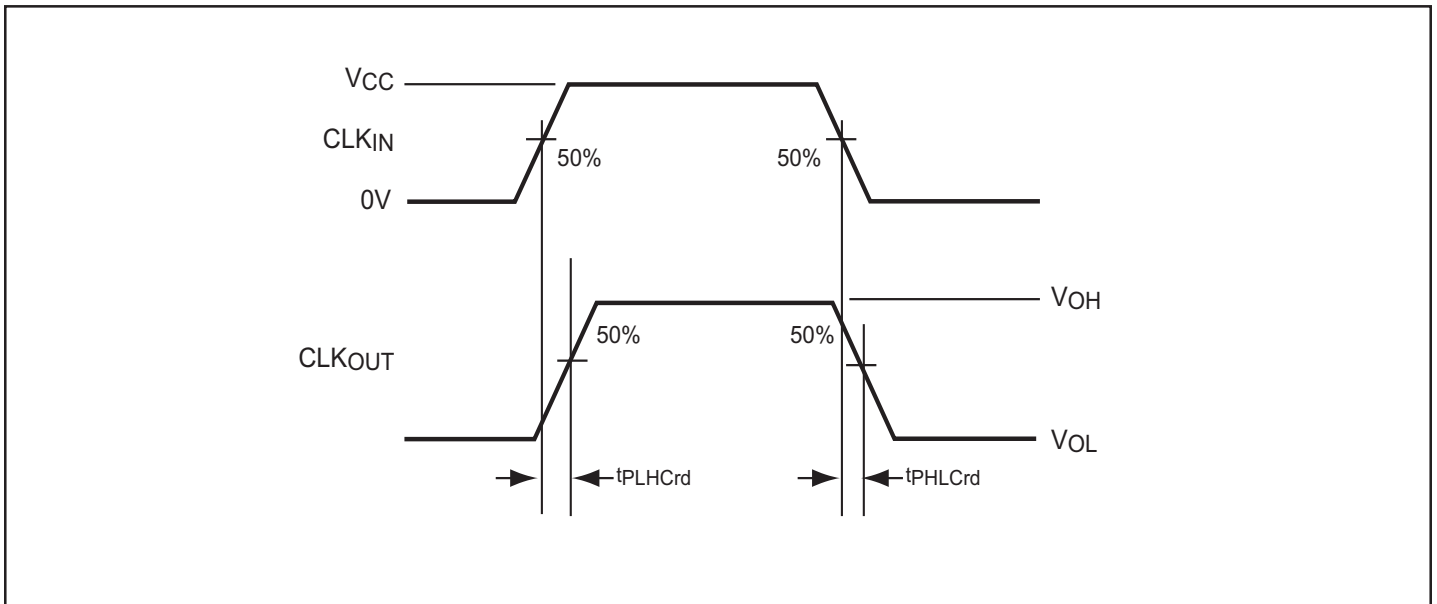 VCC
CLKIN
50% 50%
0V
VOH
50% 50%
CLKOUT
VOL
tPLHCrd tPHLCrd